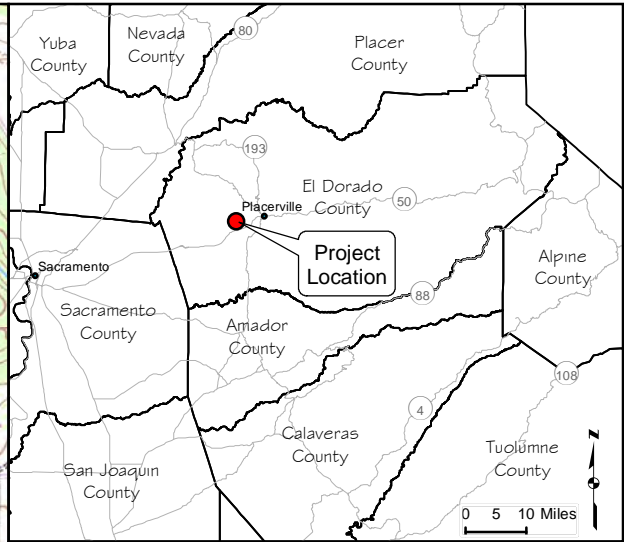 Yuba
County
Nevada
County
80
Placer
County
193
El Dorado
County
Placerville
50
Project
Location
Sacramento
Sacramento
County
Alpine
County
88
Amador
County
108
4
Calaveras
County
Tuolumne
County
San Joaquin
County
N
0 5 10 Miles